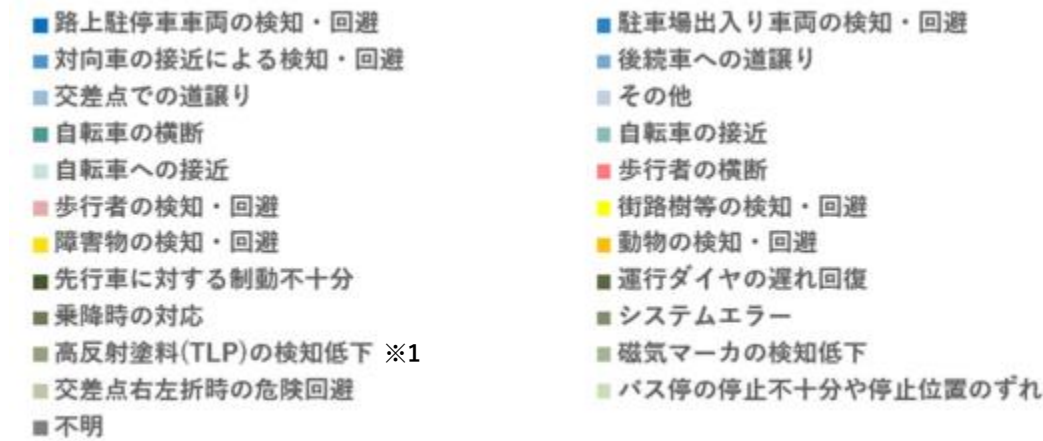 路上駐停車車両の検知・回避
駐車場出入り車両の検知・回避
対向車の接近による検知・回避
後続車への道譲り
交差点での道譲り
その他
自転車の横断
自転車の接近
自転車への接近
歩行者の横断
歩行者の検知・回避
街路樹等の検知・回避
障害物の検知・回避
動物の検知・回避
先行車に対する制動不十分
運行ダイヤの遅れ回復
乗降時の対応
システムエラー
高反射塗料(TLP)の検知低下 ※1
磁気マーカの検知低下
交差点右左折時の危険回避
バス停の停止不十分や停止位置のずれ
不明